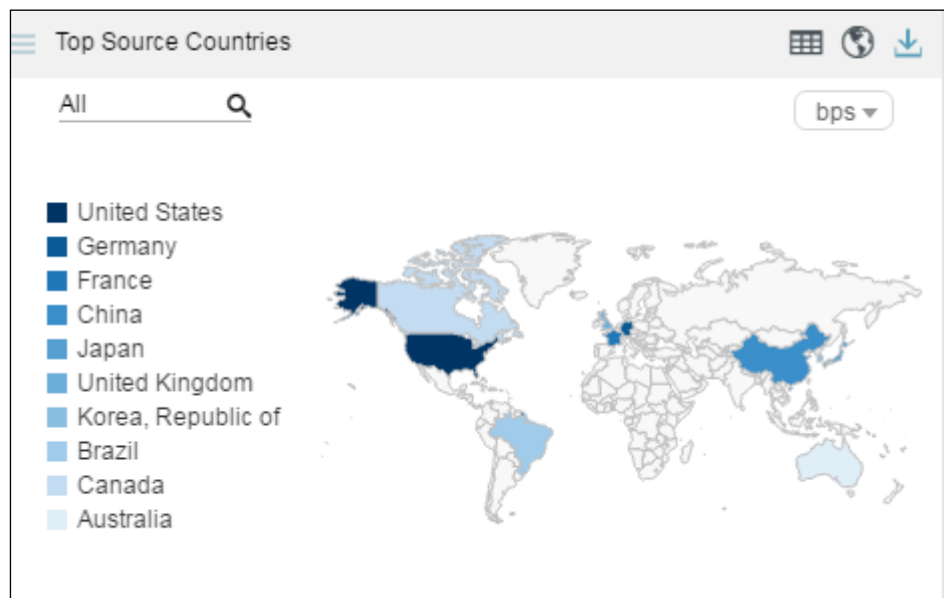 Top Source Countries
All
bps
United States
Germany
France
China
Japan
United Kingdom
Korea, Republic of
Brazil
Canada
Australia